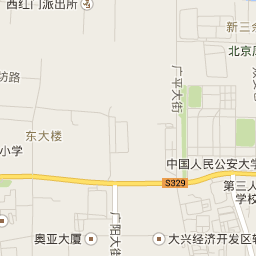 西红门派出所
新三余
北京
广平大街
坊路
东大楼
小学
中国人民公安大学
S329
第三人
学校
广阳大街
奥亚大厦
大兴经济开发区